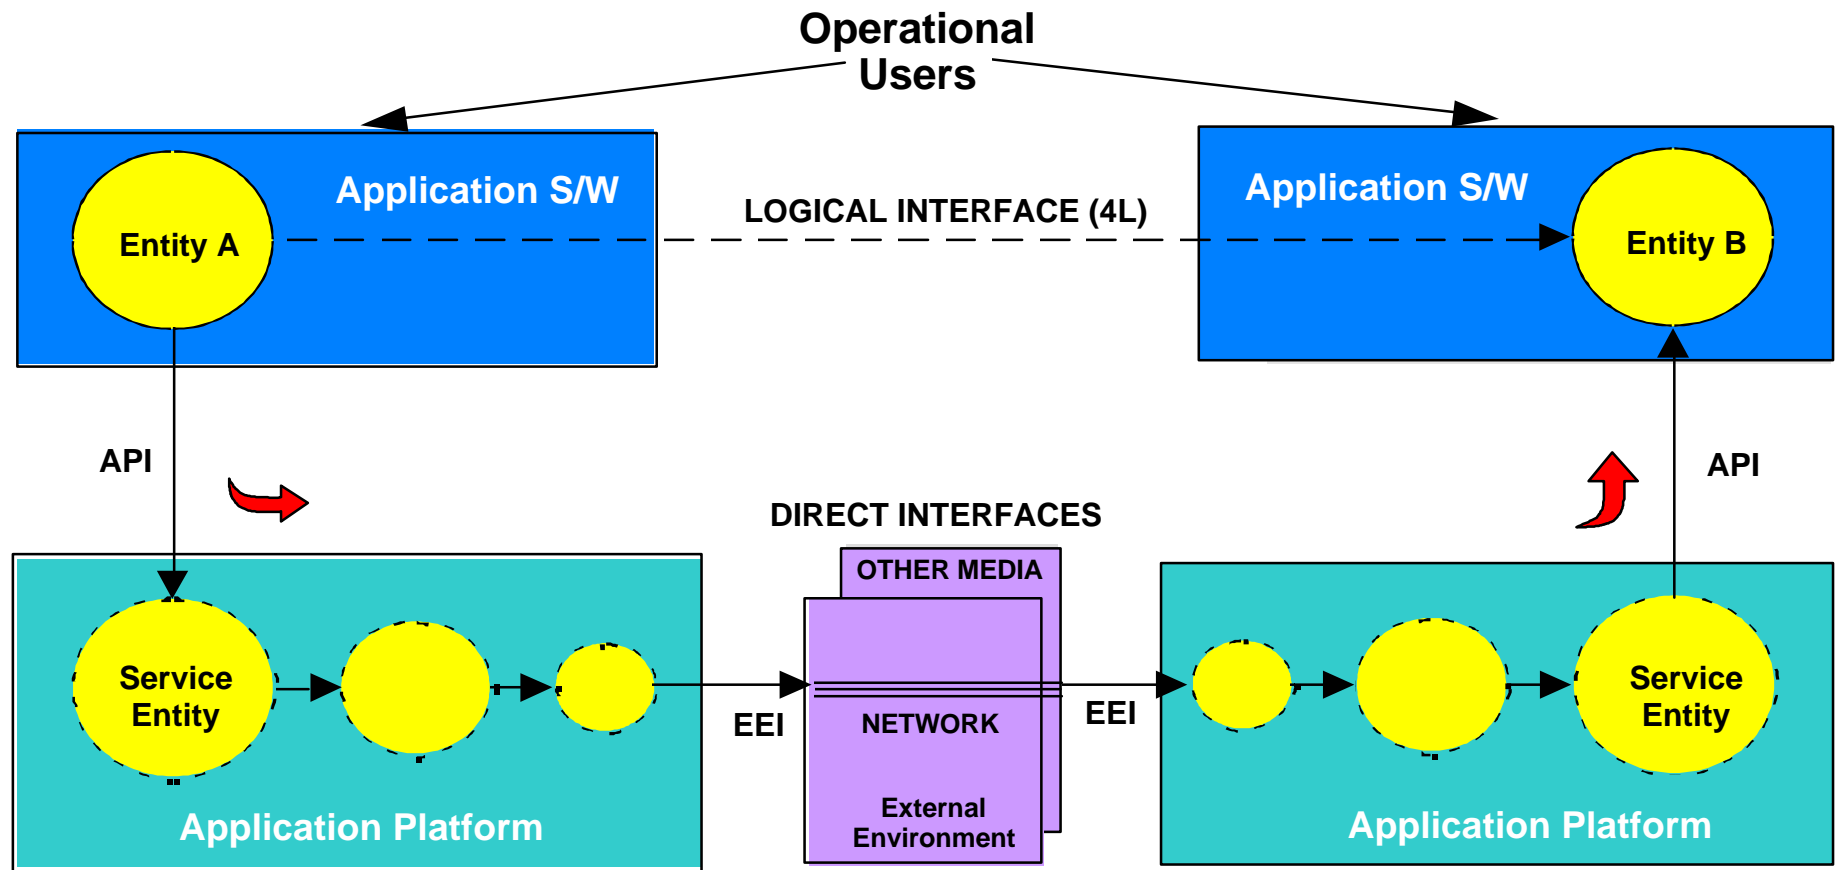 Operational
Users
Application S/W
Application S/W
LOGICAL INTERFACE (4L)
Entity A
Entity B
API
API
DIRECT INTERFACES
OTHER MEDIA
Service
Entity
EEI
NETWORK
EEI
Service
Entity
External
Environment
Application Platform
Application Platform